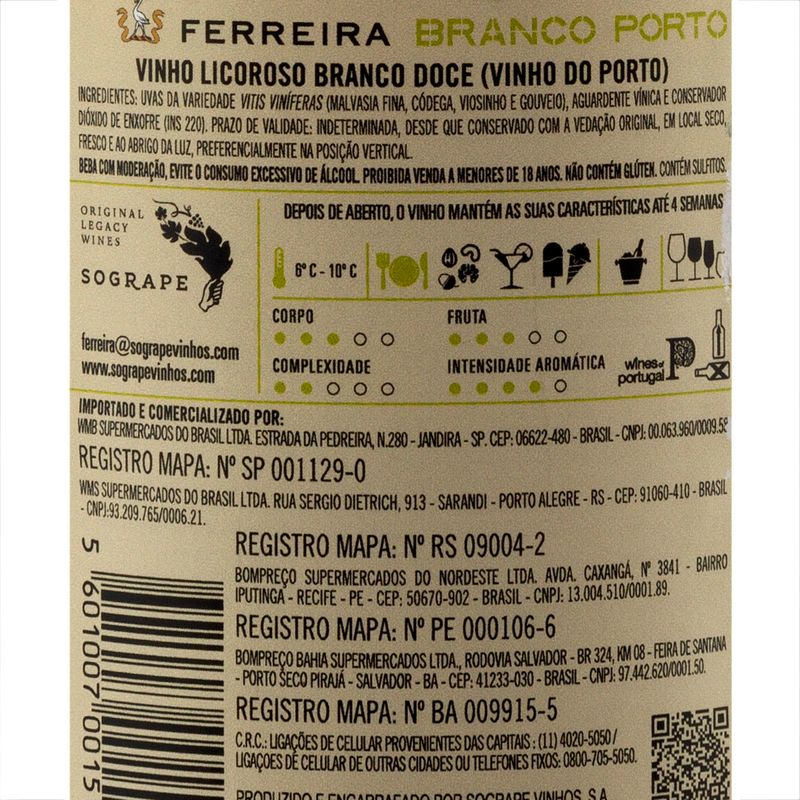 FERREIRA BRANCO PORTO
VINHO LICOROSO BRANCO DOCE (VINHO DO PORTO)
INGREDIENTES: UVAS DA VARIEDADE VITIS VINÍFERAS (MALVASIA FINA, CÓDEGA, VIOSINHO E GOUVEIO), AGUARDENTE VÍNICA E CONSERVADOR
DIÓXIDO DE ENXOFRE (INS 220). PRAZO DE VALIDADE: INDETERMINADA, DESDE QUE CONSERVADO COM A VEDAÇÃO ORIGINAL, EM LOCAL SECO,
FRESCO E AO ABRIGO DA LUZ, PREFERENCIALMENTE NA POSIÇÃO VERTICAL.
BEBA COM MODERAÇÃO, EVITE O CONSUMO EXCESSIVO DE ÁLCOOL. PROIBIDA VENDA A MENORES DE 18 ANOS. NÃO CONTÉM GLÚTEN. CONTÉM SULFITOS.
ORIGINAL
LEGACY
WINES
SOGRAPE
ferreira@sograpevinhos.com
www.sograpevinhos.com
DEPOIS DE ABERTO, O VINHO MANTÉM AS SUAS CARACTERÍSTICAS ATÉ 4 SEMANAS
6°C - 10°C
CORPO
FRUTA
COMPLEXIDADE
INTENSIDADE AROMÁTICA
wines of
portugal
IMPORTADO E COMERCIALIZADO POR:
WMB SUPERMERCADOS DO BRASIL LTDA. ESTRADA DA PEDREIRA, N.280 - JANDIRA - SP. CEP: 06622-480 - BRASIL - CNPJ: 00.063.960/0009.59
REGISTRO MAPA: Nº SP 001129-0
WMS SUPERMERCADOS DO BRASIL LTDA. RUA SERGIO DIETRICH, 913 - SARANDI - PORTO ALEGRE - RS - CEP: 91060-410 - BRASIL
- CNPJ:93.209.765/0006.21.
REGISTRO MAPA: Nº RS 09004-2
BOMPREÇO SUPERMERCADOS DO NORDESTE LTDA. AVDA. CAXANGÁ, Nº 3841 - BAIRRO
IPUTINGA - RECIFE - PE - CEP: 50670-902 - BRASIL - CNPJ: 13.004.510/0001.89.
REGISTRO MAPA: Nº PE 000106-6
BOMPREÇO BAHIA SUPERMERCADOS LTDA., RODOVIA SALVADOR - BR 324, KM 08 - FEIRA DE SANTANA
- PORTO SECO PIRAJÁ - SALVADOR - BA - CEP: 41233-030 - BRASIL - CNPJ: 97.442.620/0001.50.
REGISTRO MAPA: Nº BA 009915-5
C.R.C.: LIGAÇÕES DE CELULAR PROVENIENTES DAS CAPITAIS : (11) 4020-5050 /
LIGAÇÕES DE CELULAR DE OUTRAS CIDADES OU TELEFONES FIXOS: 0800-705-5050.
PRODUZIDO E ENGARRAFADO POR SOGRAPE VINHOS, S.A.
5 601007 0015